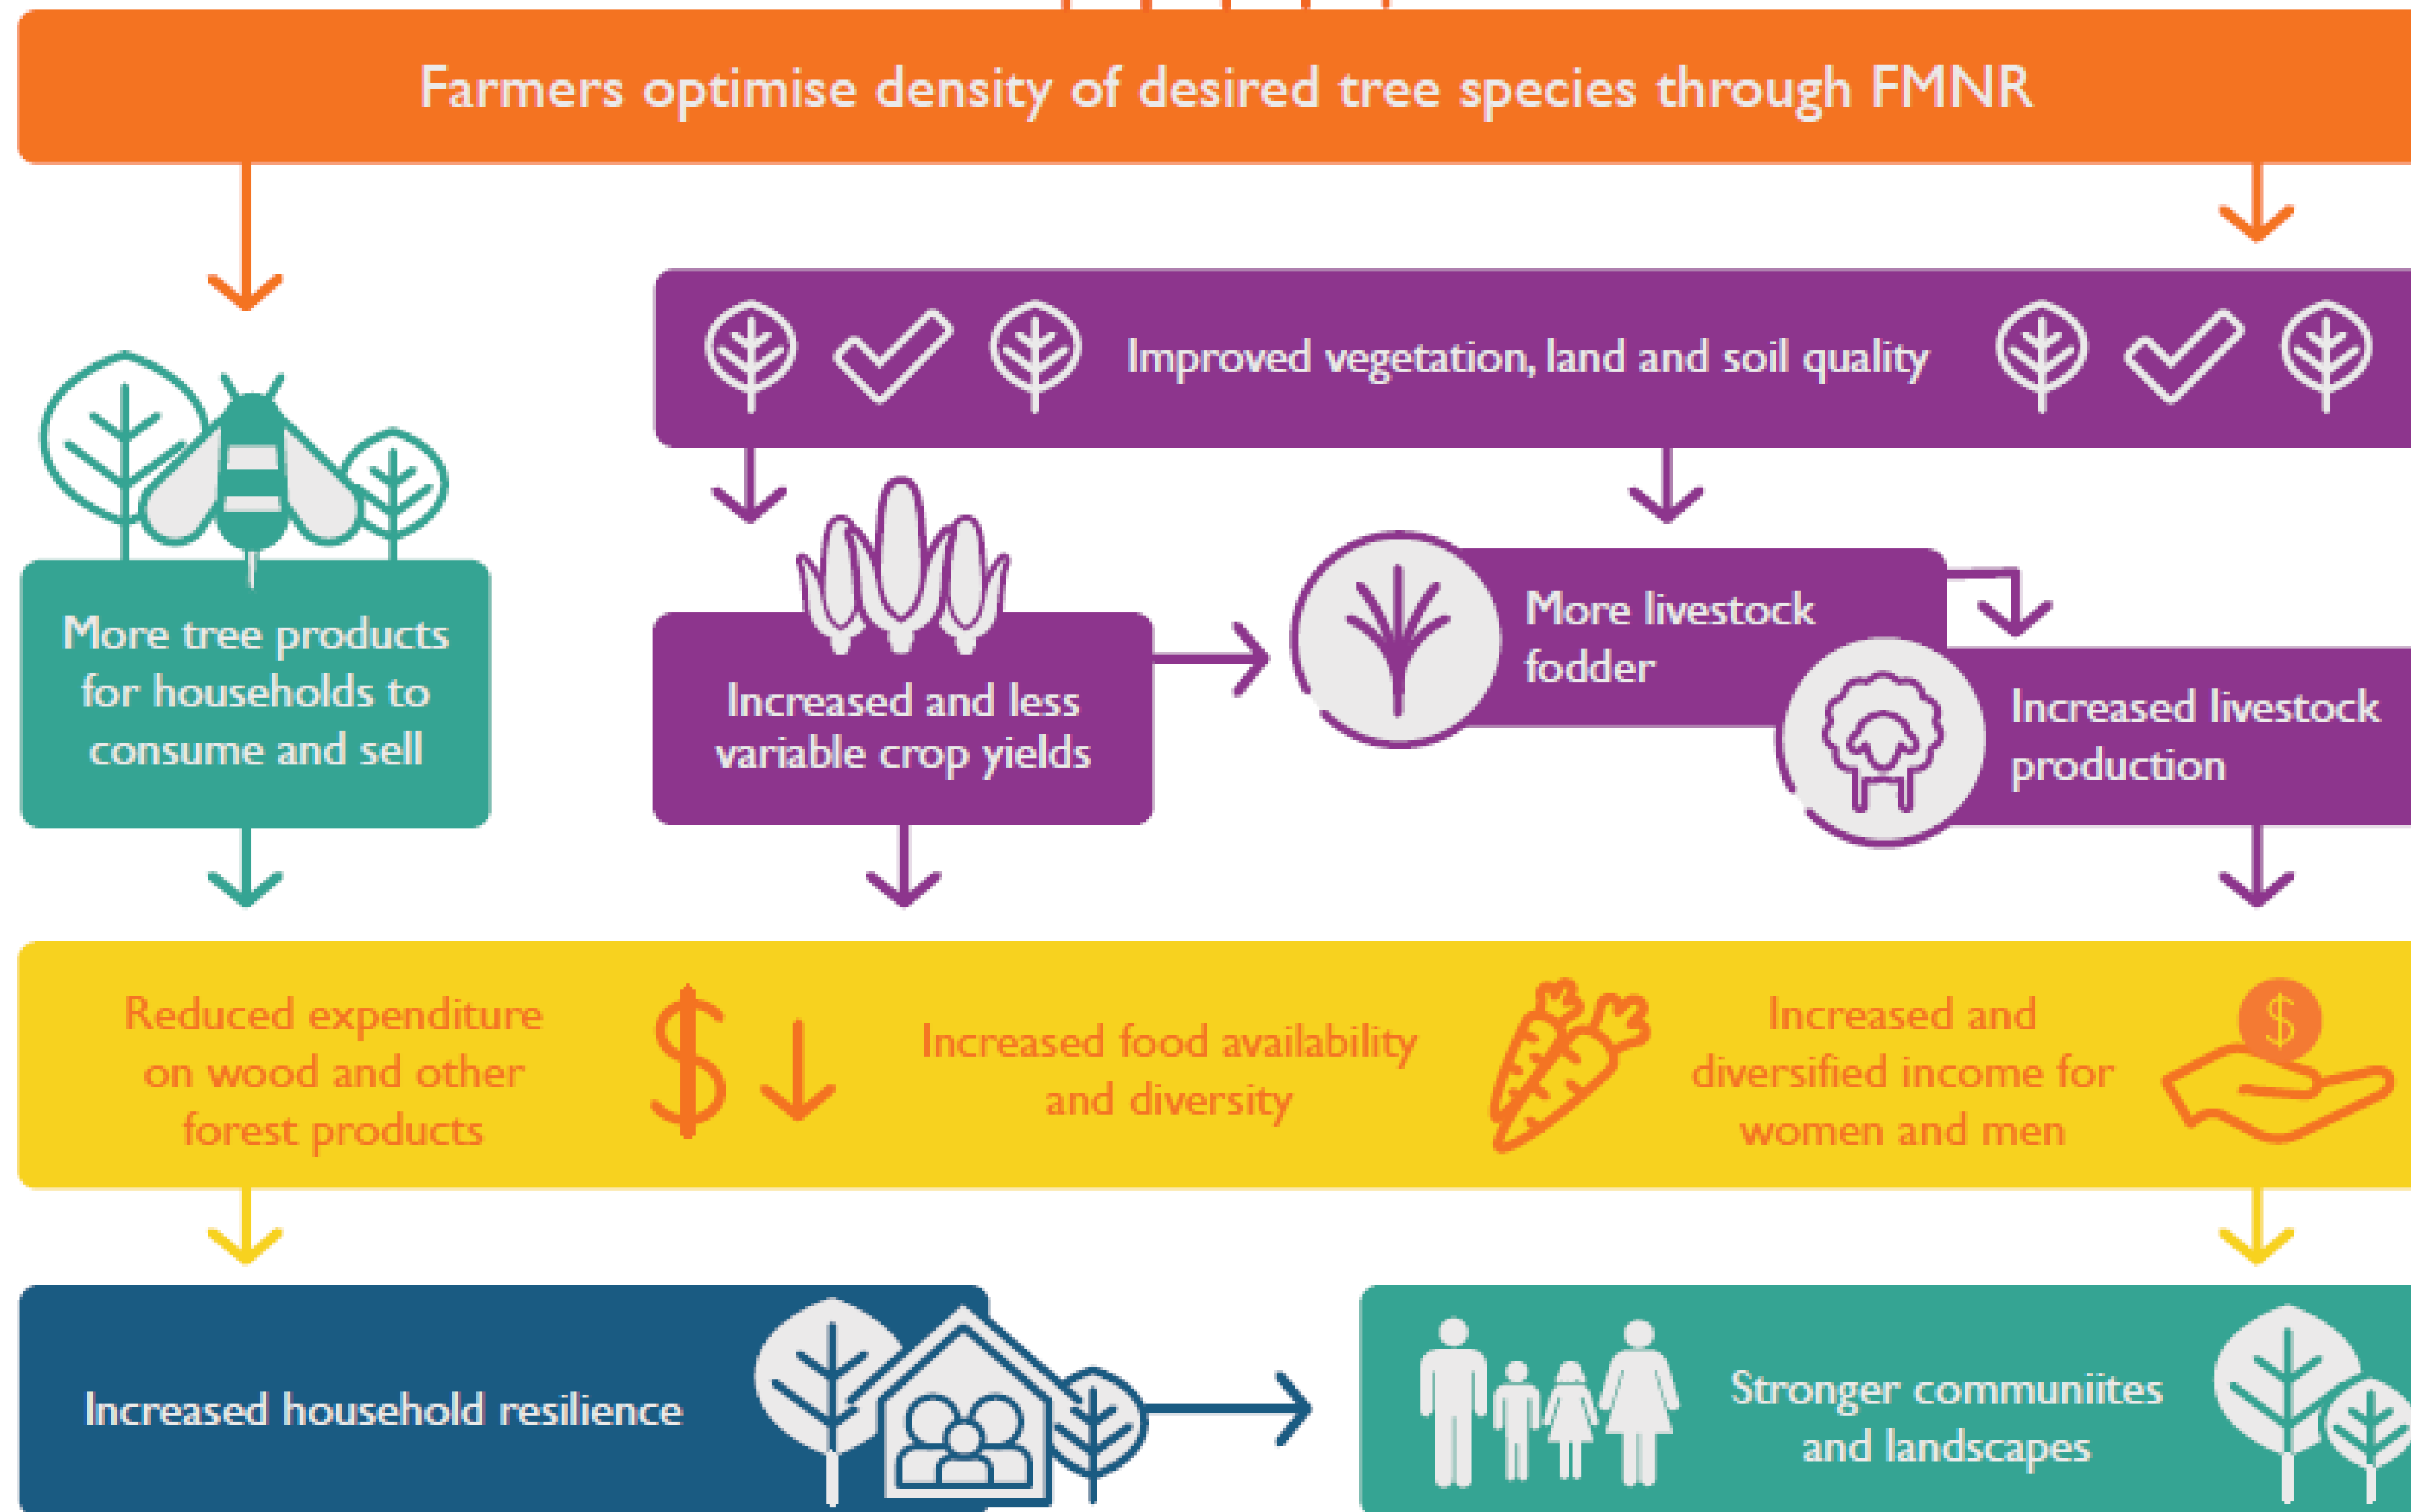 Farmers optimise density of desired tree species through FMNR
Improved vegetation, land and soil quality
More tree products
for households to
consume and sell
Increased and less
variable crop yields
More livestock
fodder
Increased livestock
production
Reduced expenditure
on wood and other
forest products
$
Increased food availability
and diversity
Increased and
diversified income for
women and men
$
Increased household resilience
Stronger communiites
and landscapes